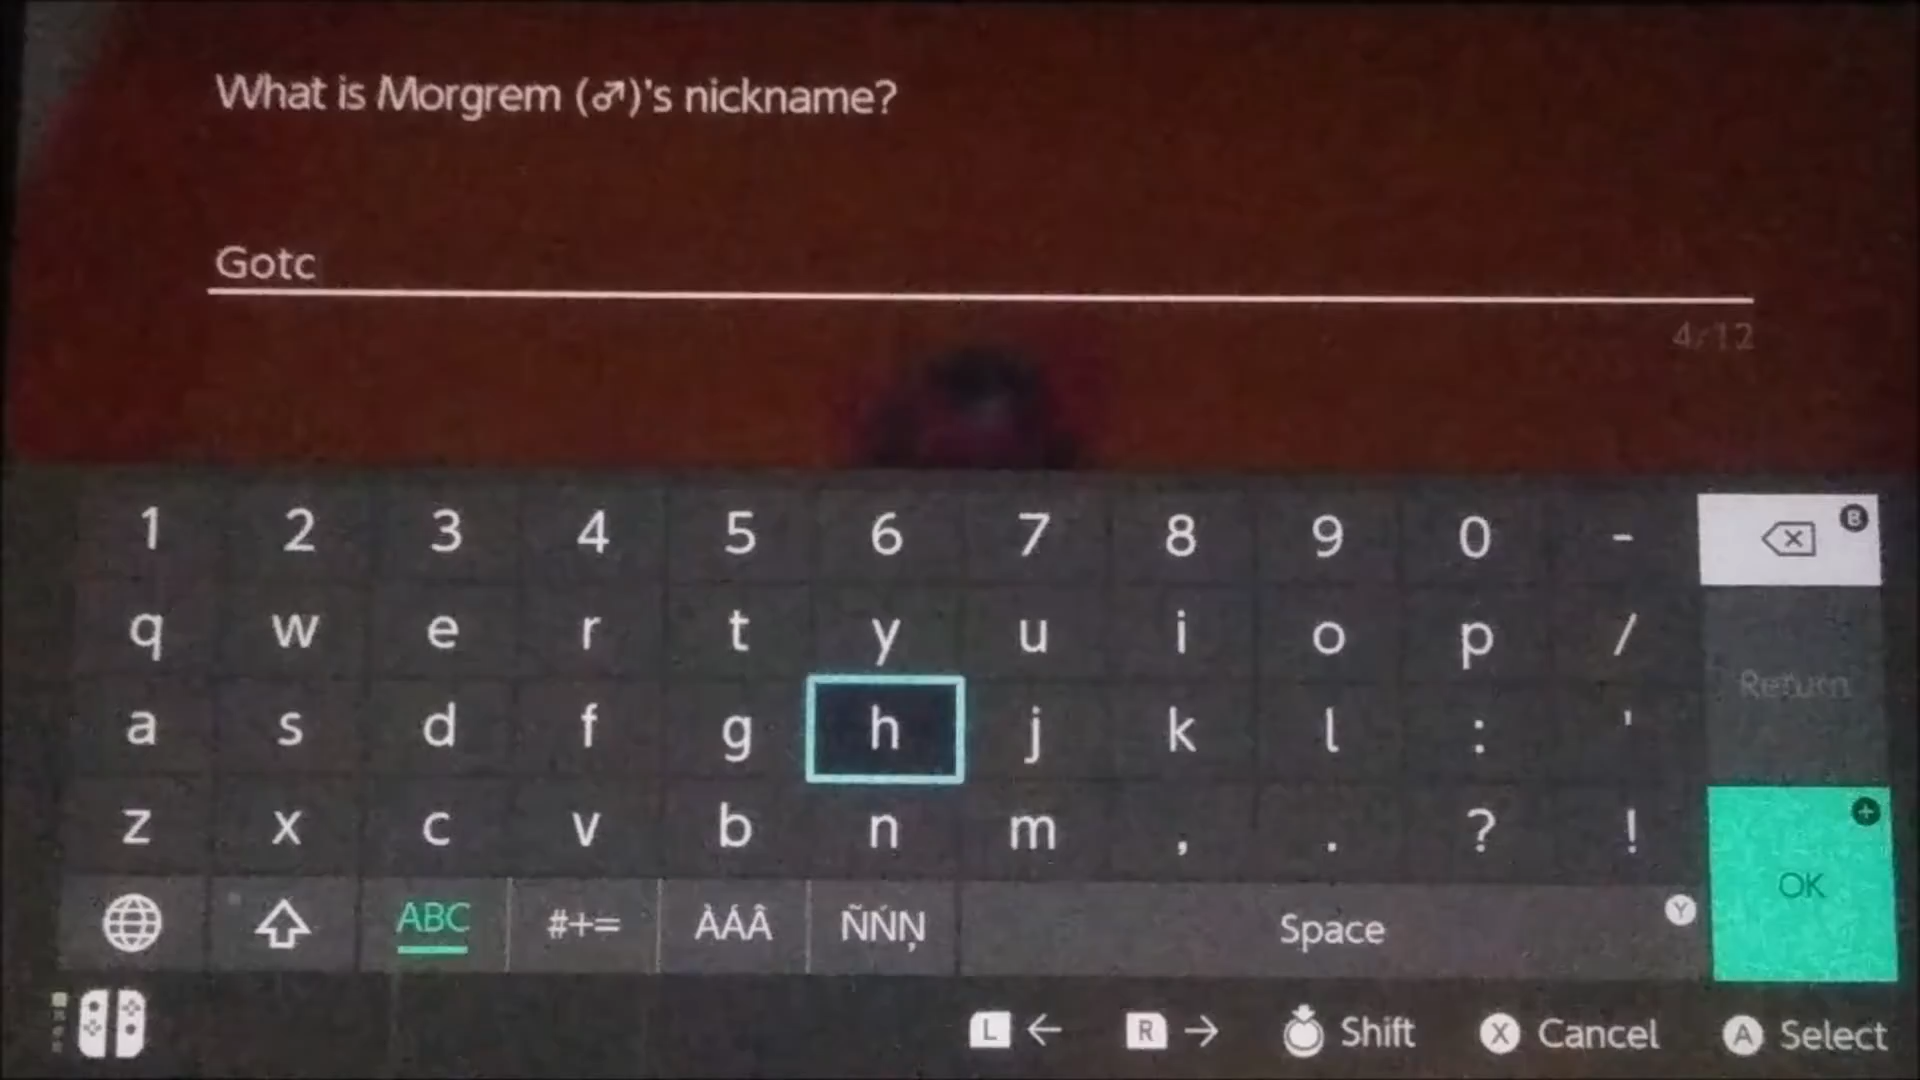 What is Morgrem (♂)'s nickname?
Gotc
4/12
1 2 3 4 5 6 7 8 9 0 - B
q w e r t y u i o p /
Return
a s d f g h j k l : '
z x c v b n m , . ? ! +
OK
ABC #+= ÀÁÂ ÑŃŅ Space Y
L ← R → Shift X Cancel A Select